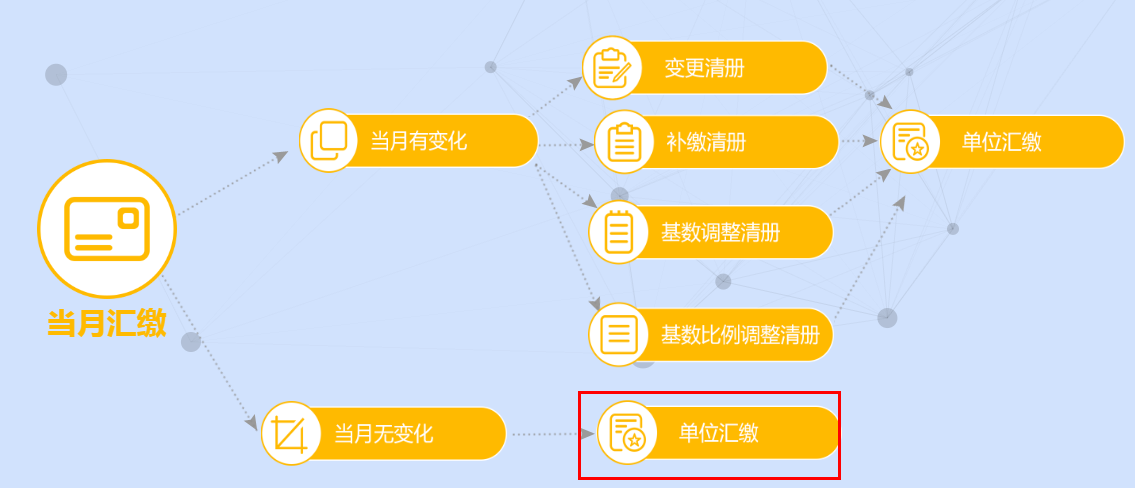 变更清册
当月有变化
补缴清册
单位汇缴
基数调整清册
当月汇缴
基数比例调整清册
当月无变化
单位汇缴